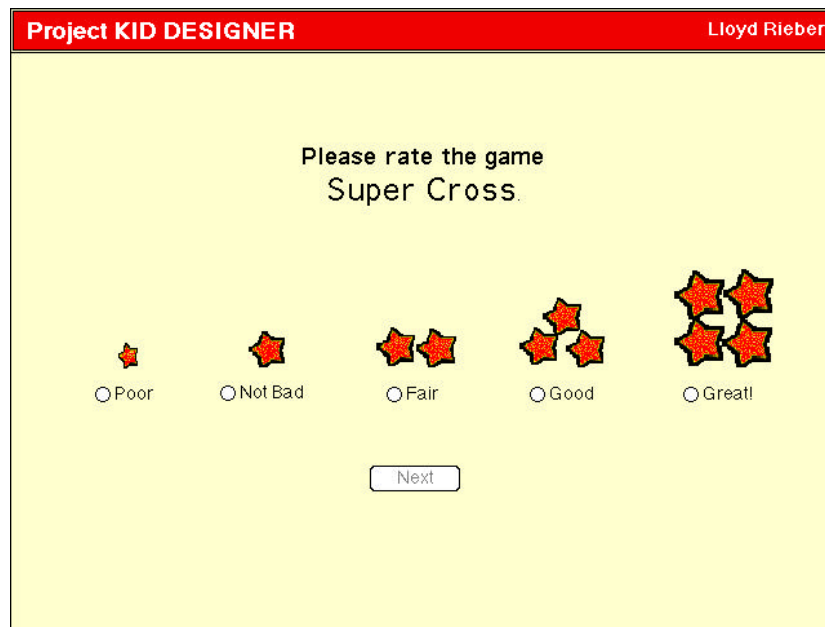 Project KID DESIGNER Lloyd Rieber
Please rate the game
Super Cross.
Poor Not Bad Fair Good Great!
Next